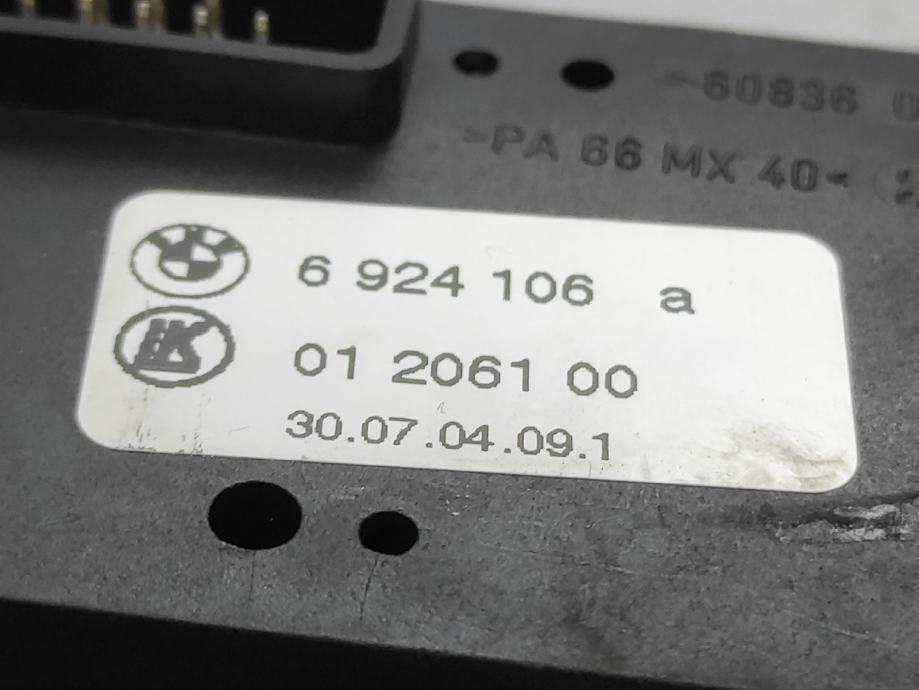 60836
>PA 66 MX 40<
6 924 106 a
01 2061 00
30.07.04.09.1